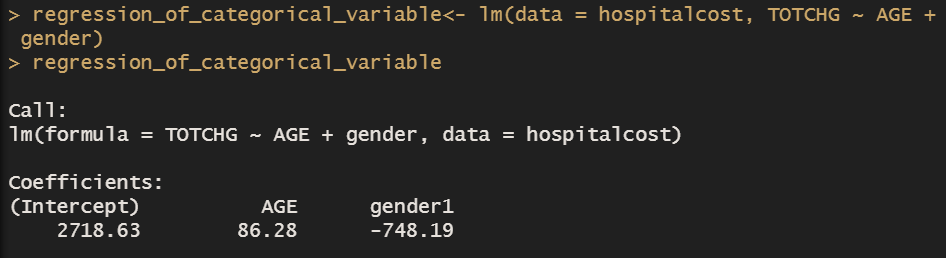 > regression_of_categorical_variable<- lm(data = hospitalcost, TOTCHG ~ AGE +
gender)
> regression_of_categorical_variable
Call:
lm(formula = TOTCHG ~ AGE + gender, data = hospitalcost)
Coefficients:
(Intercept) AGE gender1
2718.63 86.28 -748.19